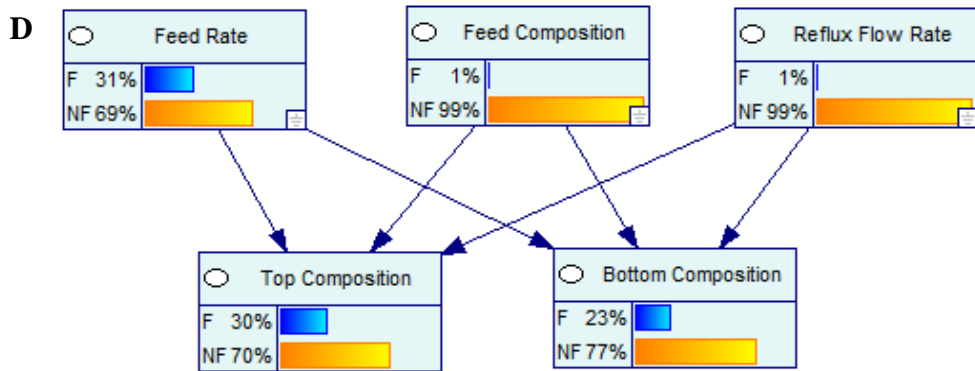 D
Feed Rate
F 31%
NF 69%
Feed Composition
F 1%
NF 99%
Reflux Flow Rate
F 1%
NF 99%
Top Composition
F 30%
NF 70%
Bottom Composition
F 23%
NF 77%